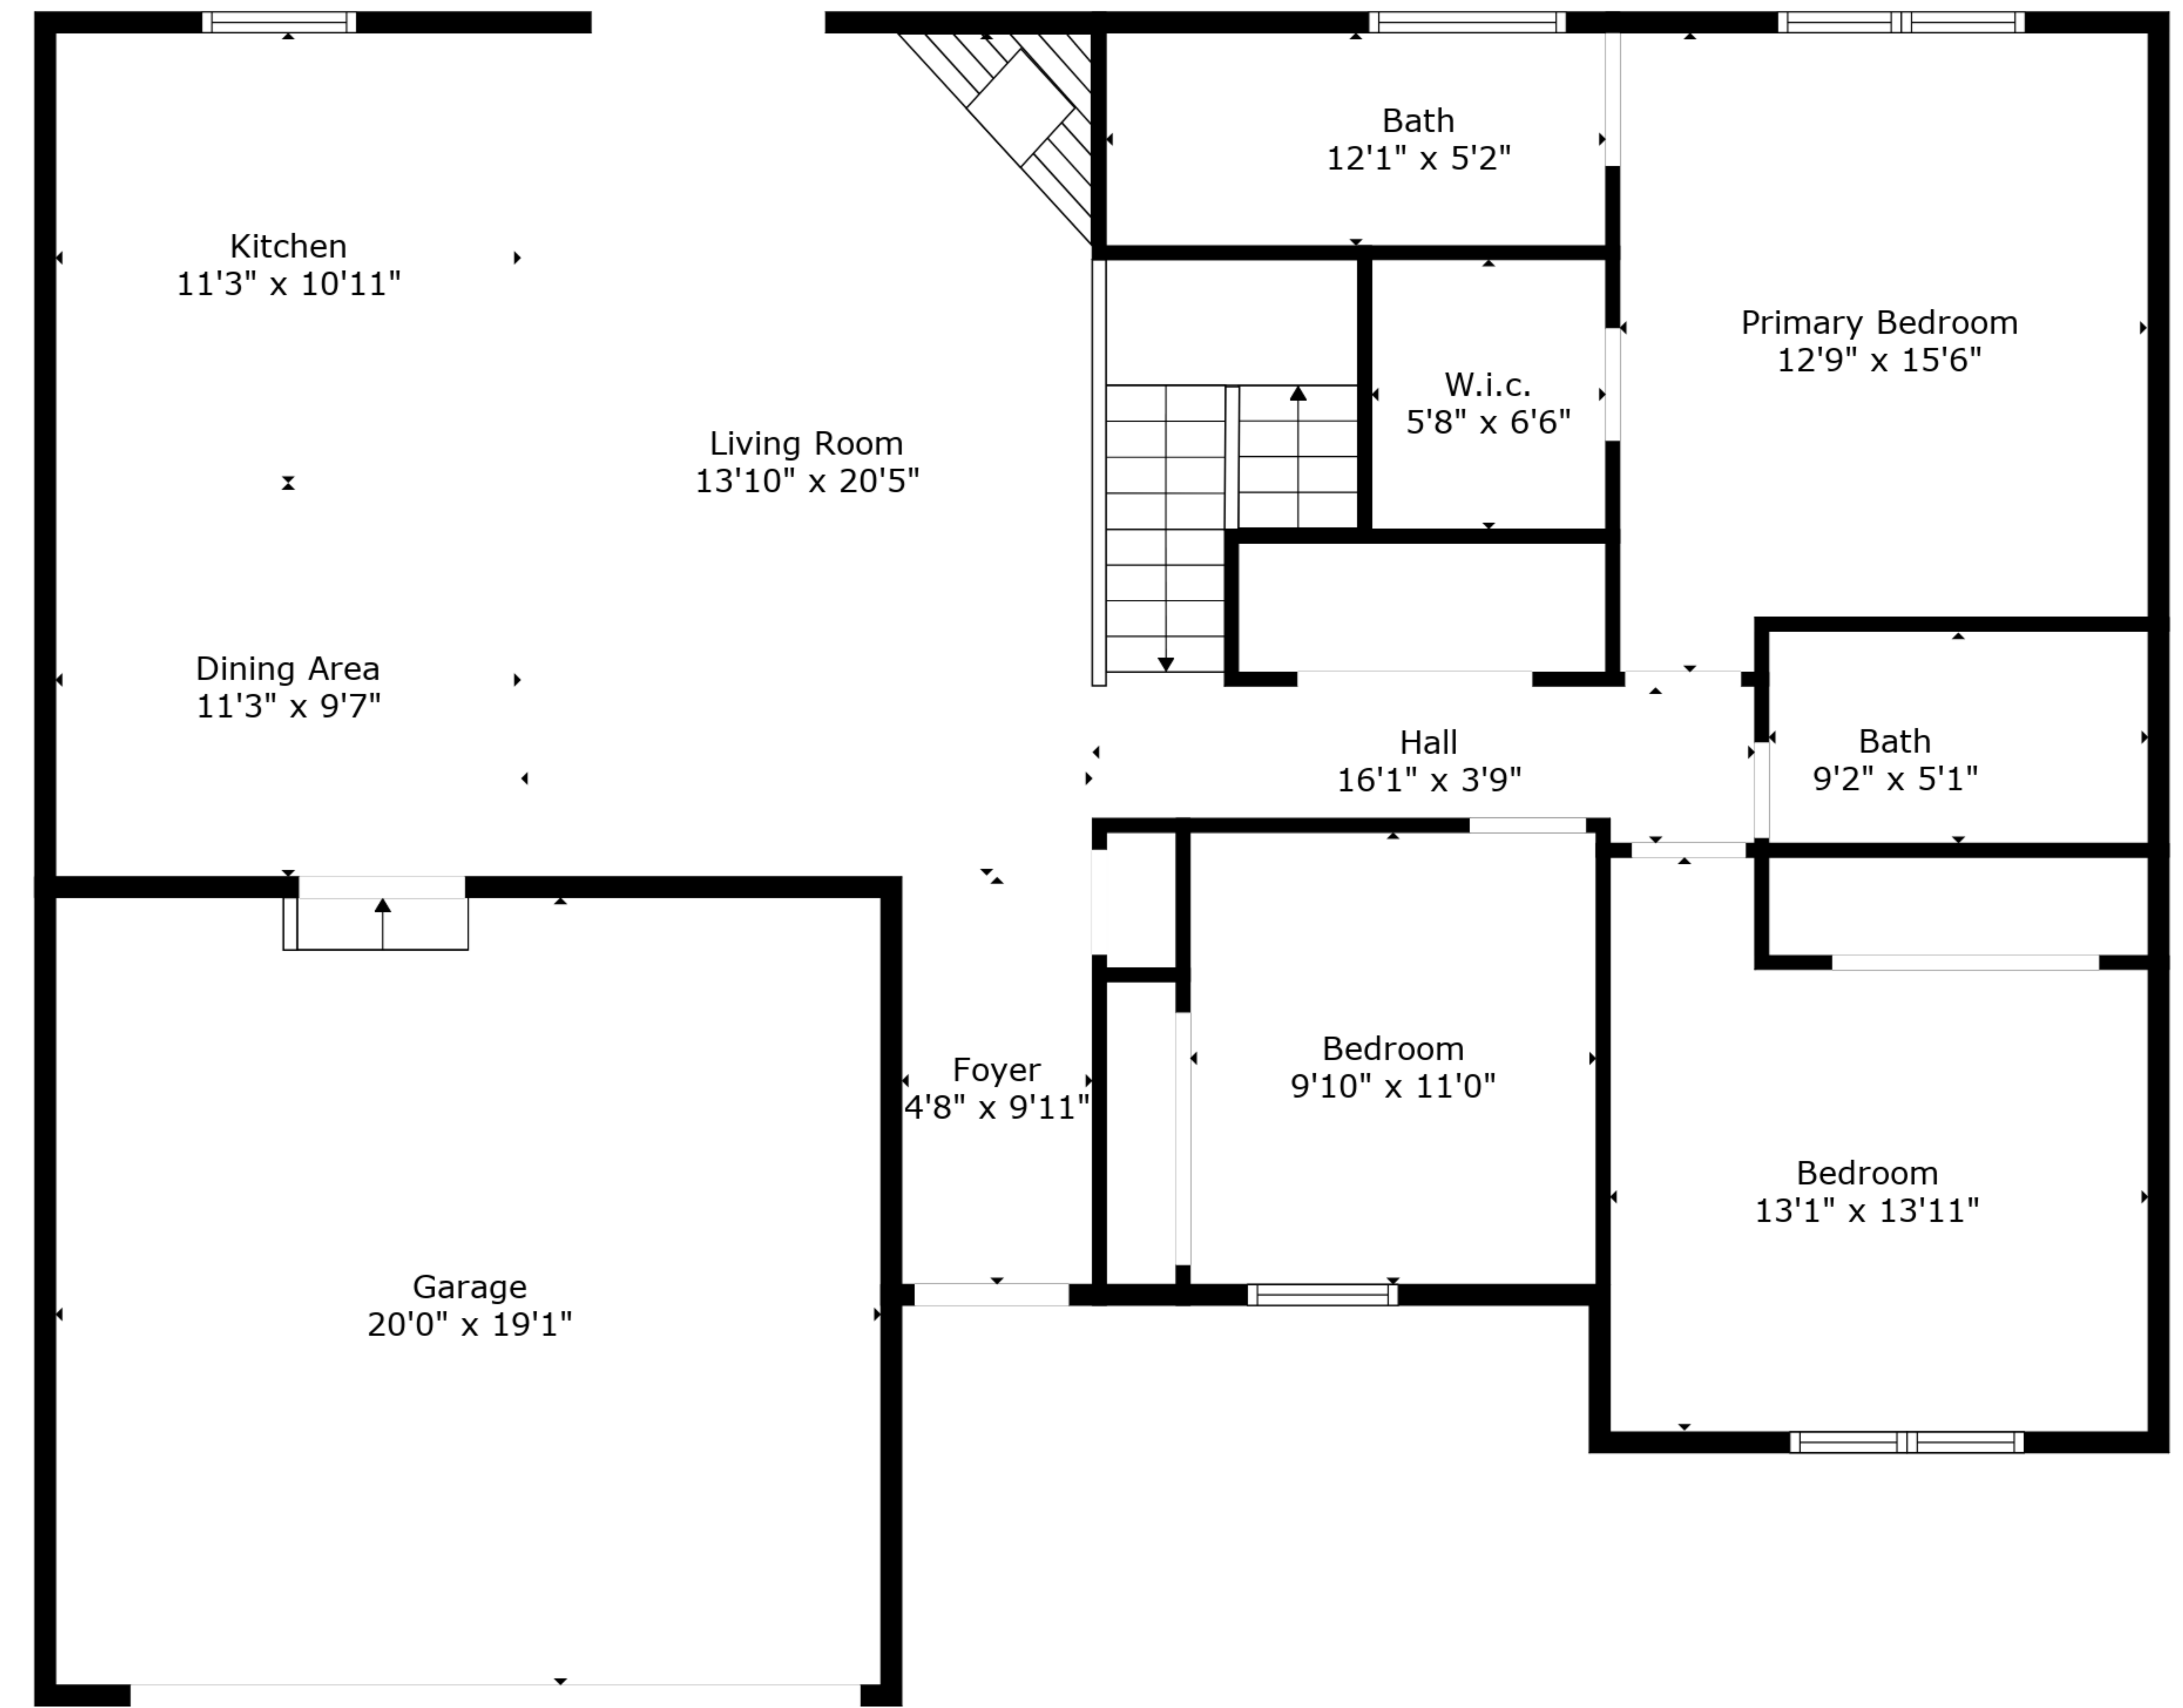 Bath
12'1" x 5'2"
Kitchen
11'3" x 10'11"
Primary Bedroom
12'9" x 15'6"
W.i.c.
5'8" x 6'6"
Living Room
13'10" x 20'5"
Dining Area
11'3" x 9'7"
Hall
16'1" x 3'9"
Bath
9'2" x 5'1"
Foyer
4'8" x 9'11"
Bedroom
9'10" x 11'0"
Bedroom
13'1" x 13'11"
Garage
20'0" x 19'1"